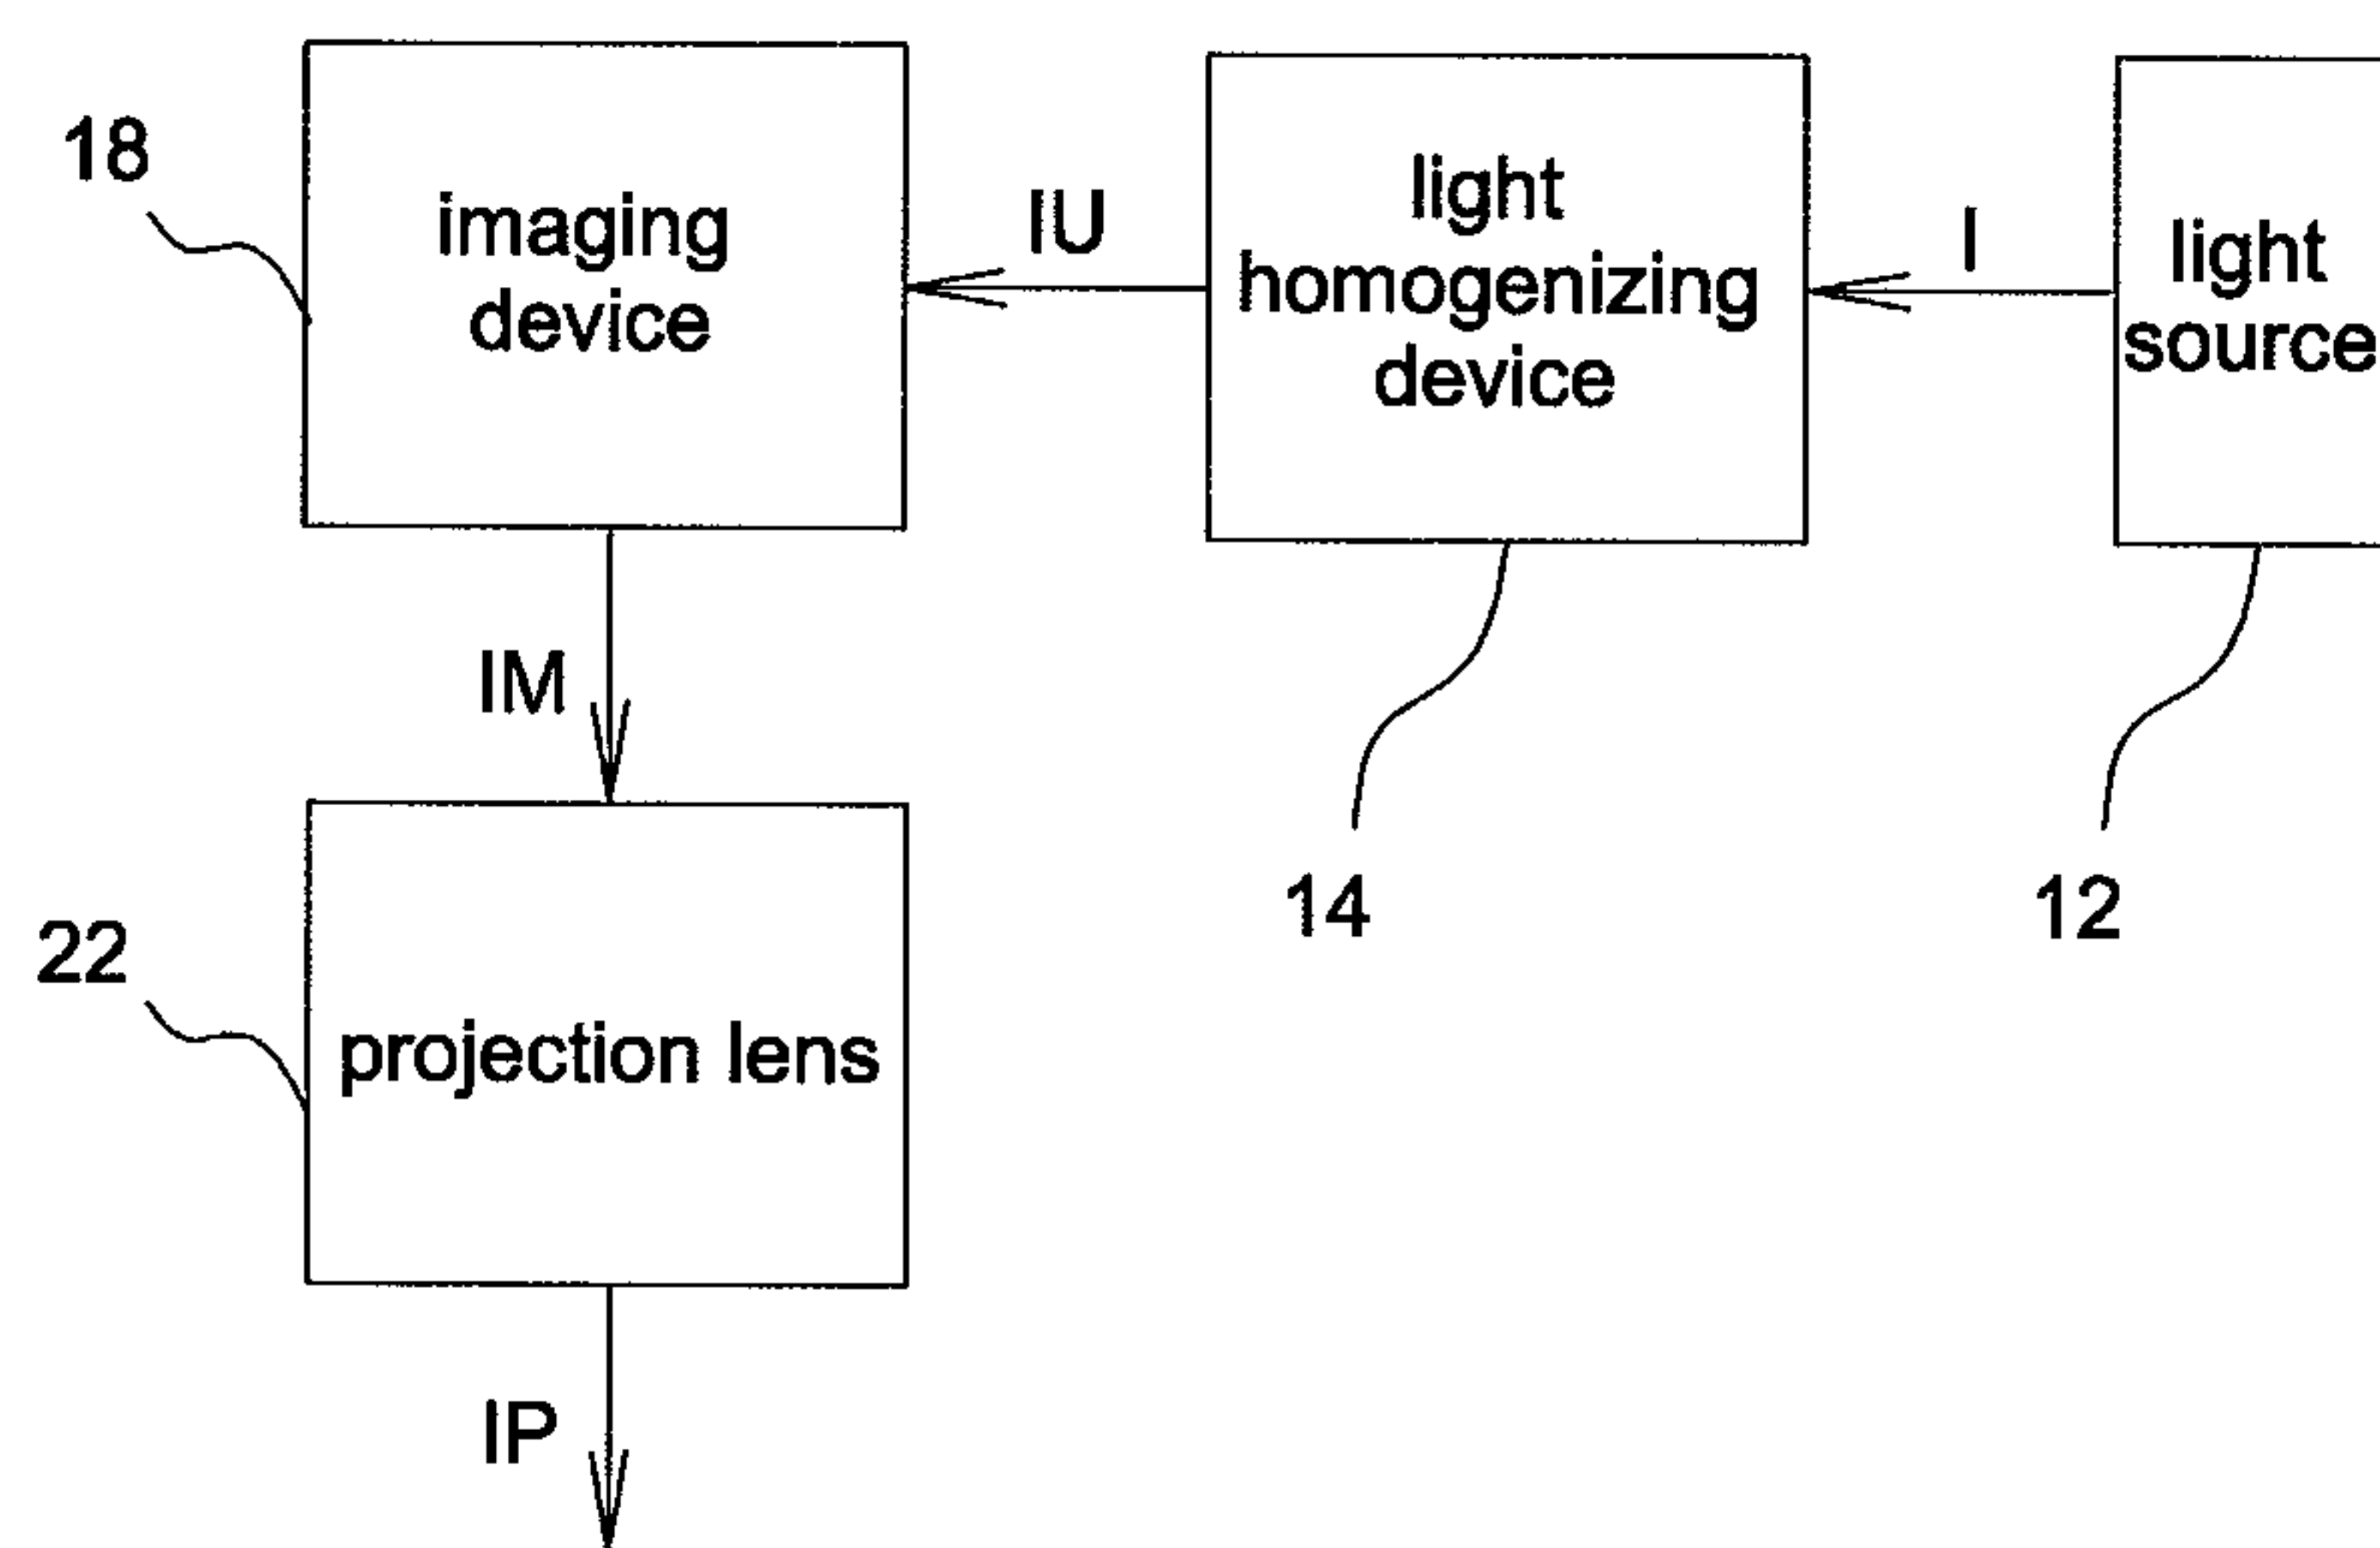 18
imaging
device
IU
light
homogenizing
device
I
light
source
IM
22
projection lens
14
12
IP